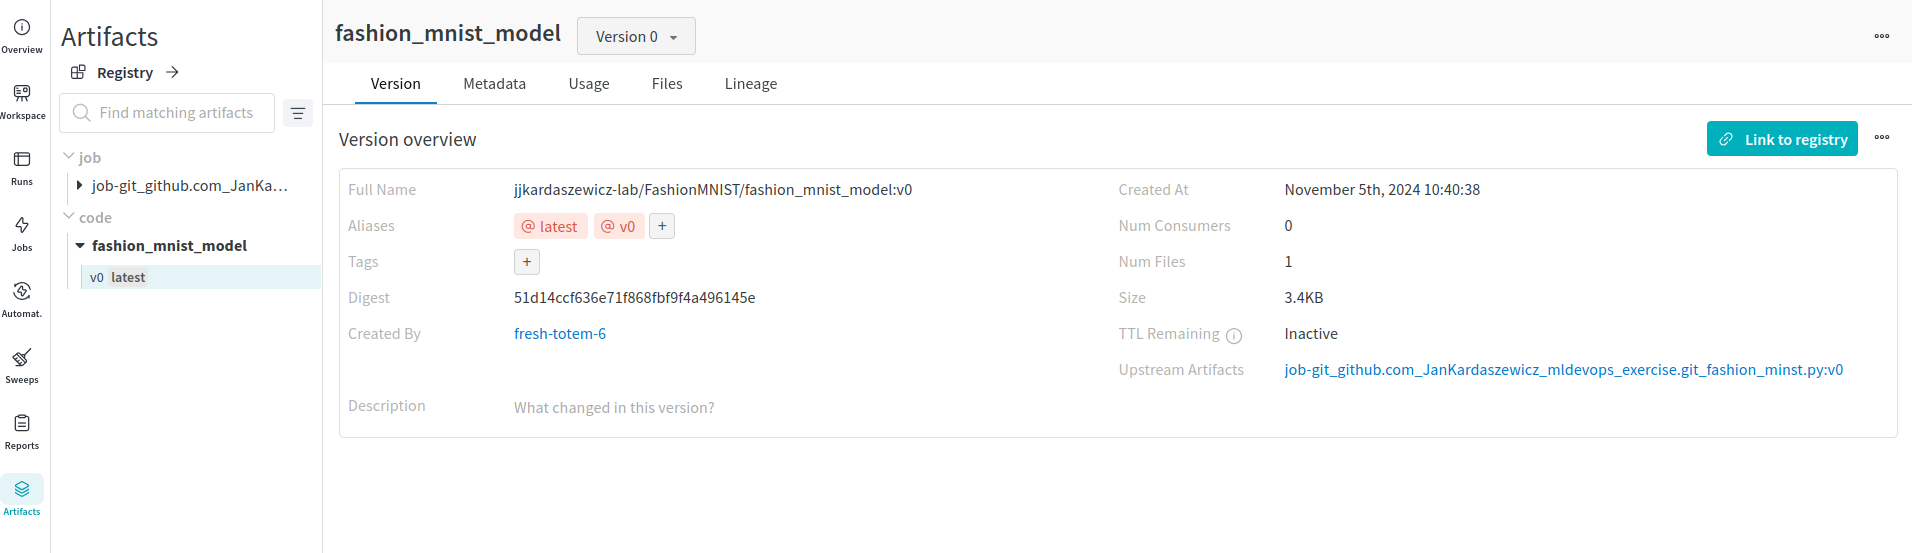 Overview
Workspace
Runs
Jobs
Automat.
Sweeps
Reports
Artifacts
Artifacts
Registry
Find matching artifacts
job
job-git_github.com_JanKa...
code
fashion_mnist_model
v0 latest
fashion_mnist_model Version 0
Version Metadata Usage Files Lineage
Version overview Link to registry
Full Name jjkardaszewicz-lab/FashionMNIST/fashion_mnist_model:v0 Created At November 5th, 2024 10:40:38
Aliases @ latest @ v0 + Num Consumers 0
Tags + Num Files 1
Digest 51d14ccf636e71f868fbf9f4a496145e Size 3.4KB
Created By fresh-totem-6 TTL Remaining Inactive
Upstream Artifacts job-git_github.com_JanKardaszewicz_mldevops_exercise.git_fashion_minst.py:v0
Description What changed in this version?